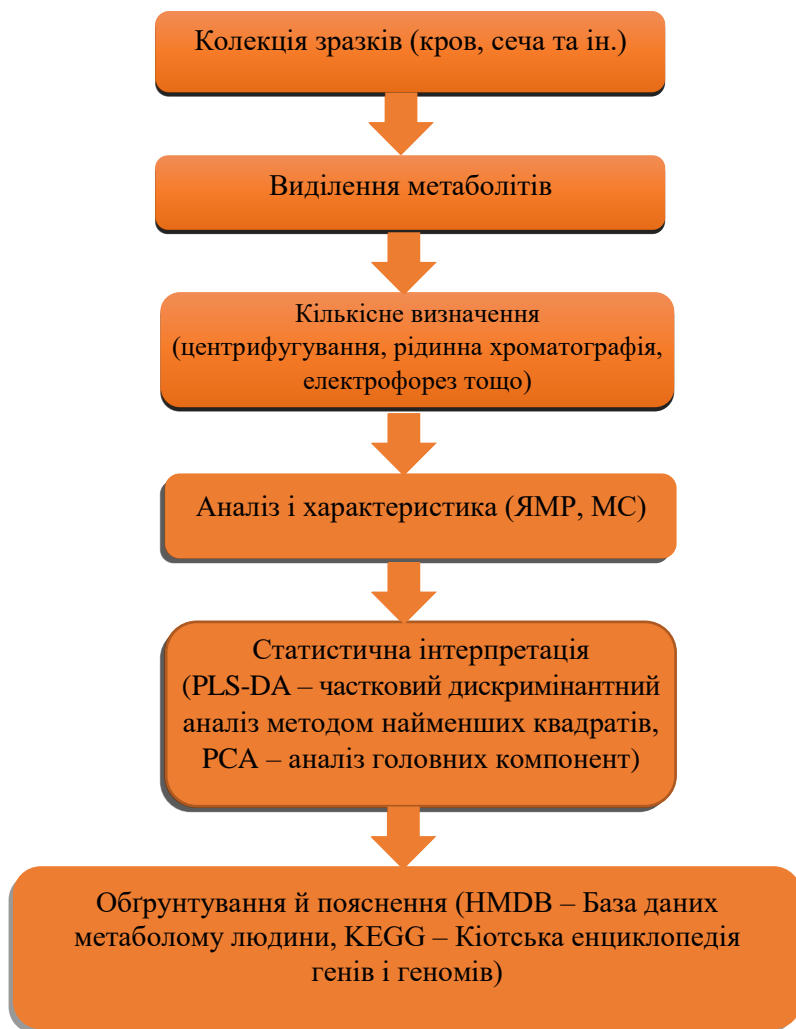 Колекція зразків (кров, сеча та ін.)
Виділення метаболітів
Кількісне визначення
(центрифугування, рідинна хроматографія,
електрофорез тощо)
Аналіз і характеристика (ЯМР, МС)
Статистична інтерпретація
(PLS-DA – частковий дискримінантний
аналіз методом найменших квадратів,
PCA – аналіз головних компонент)
Обґрунтування й пояснення (HMDB – База даних
метаболому людини, KEGG – Кіотська енциклопедія
генів і геномів)